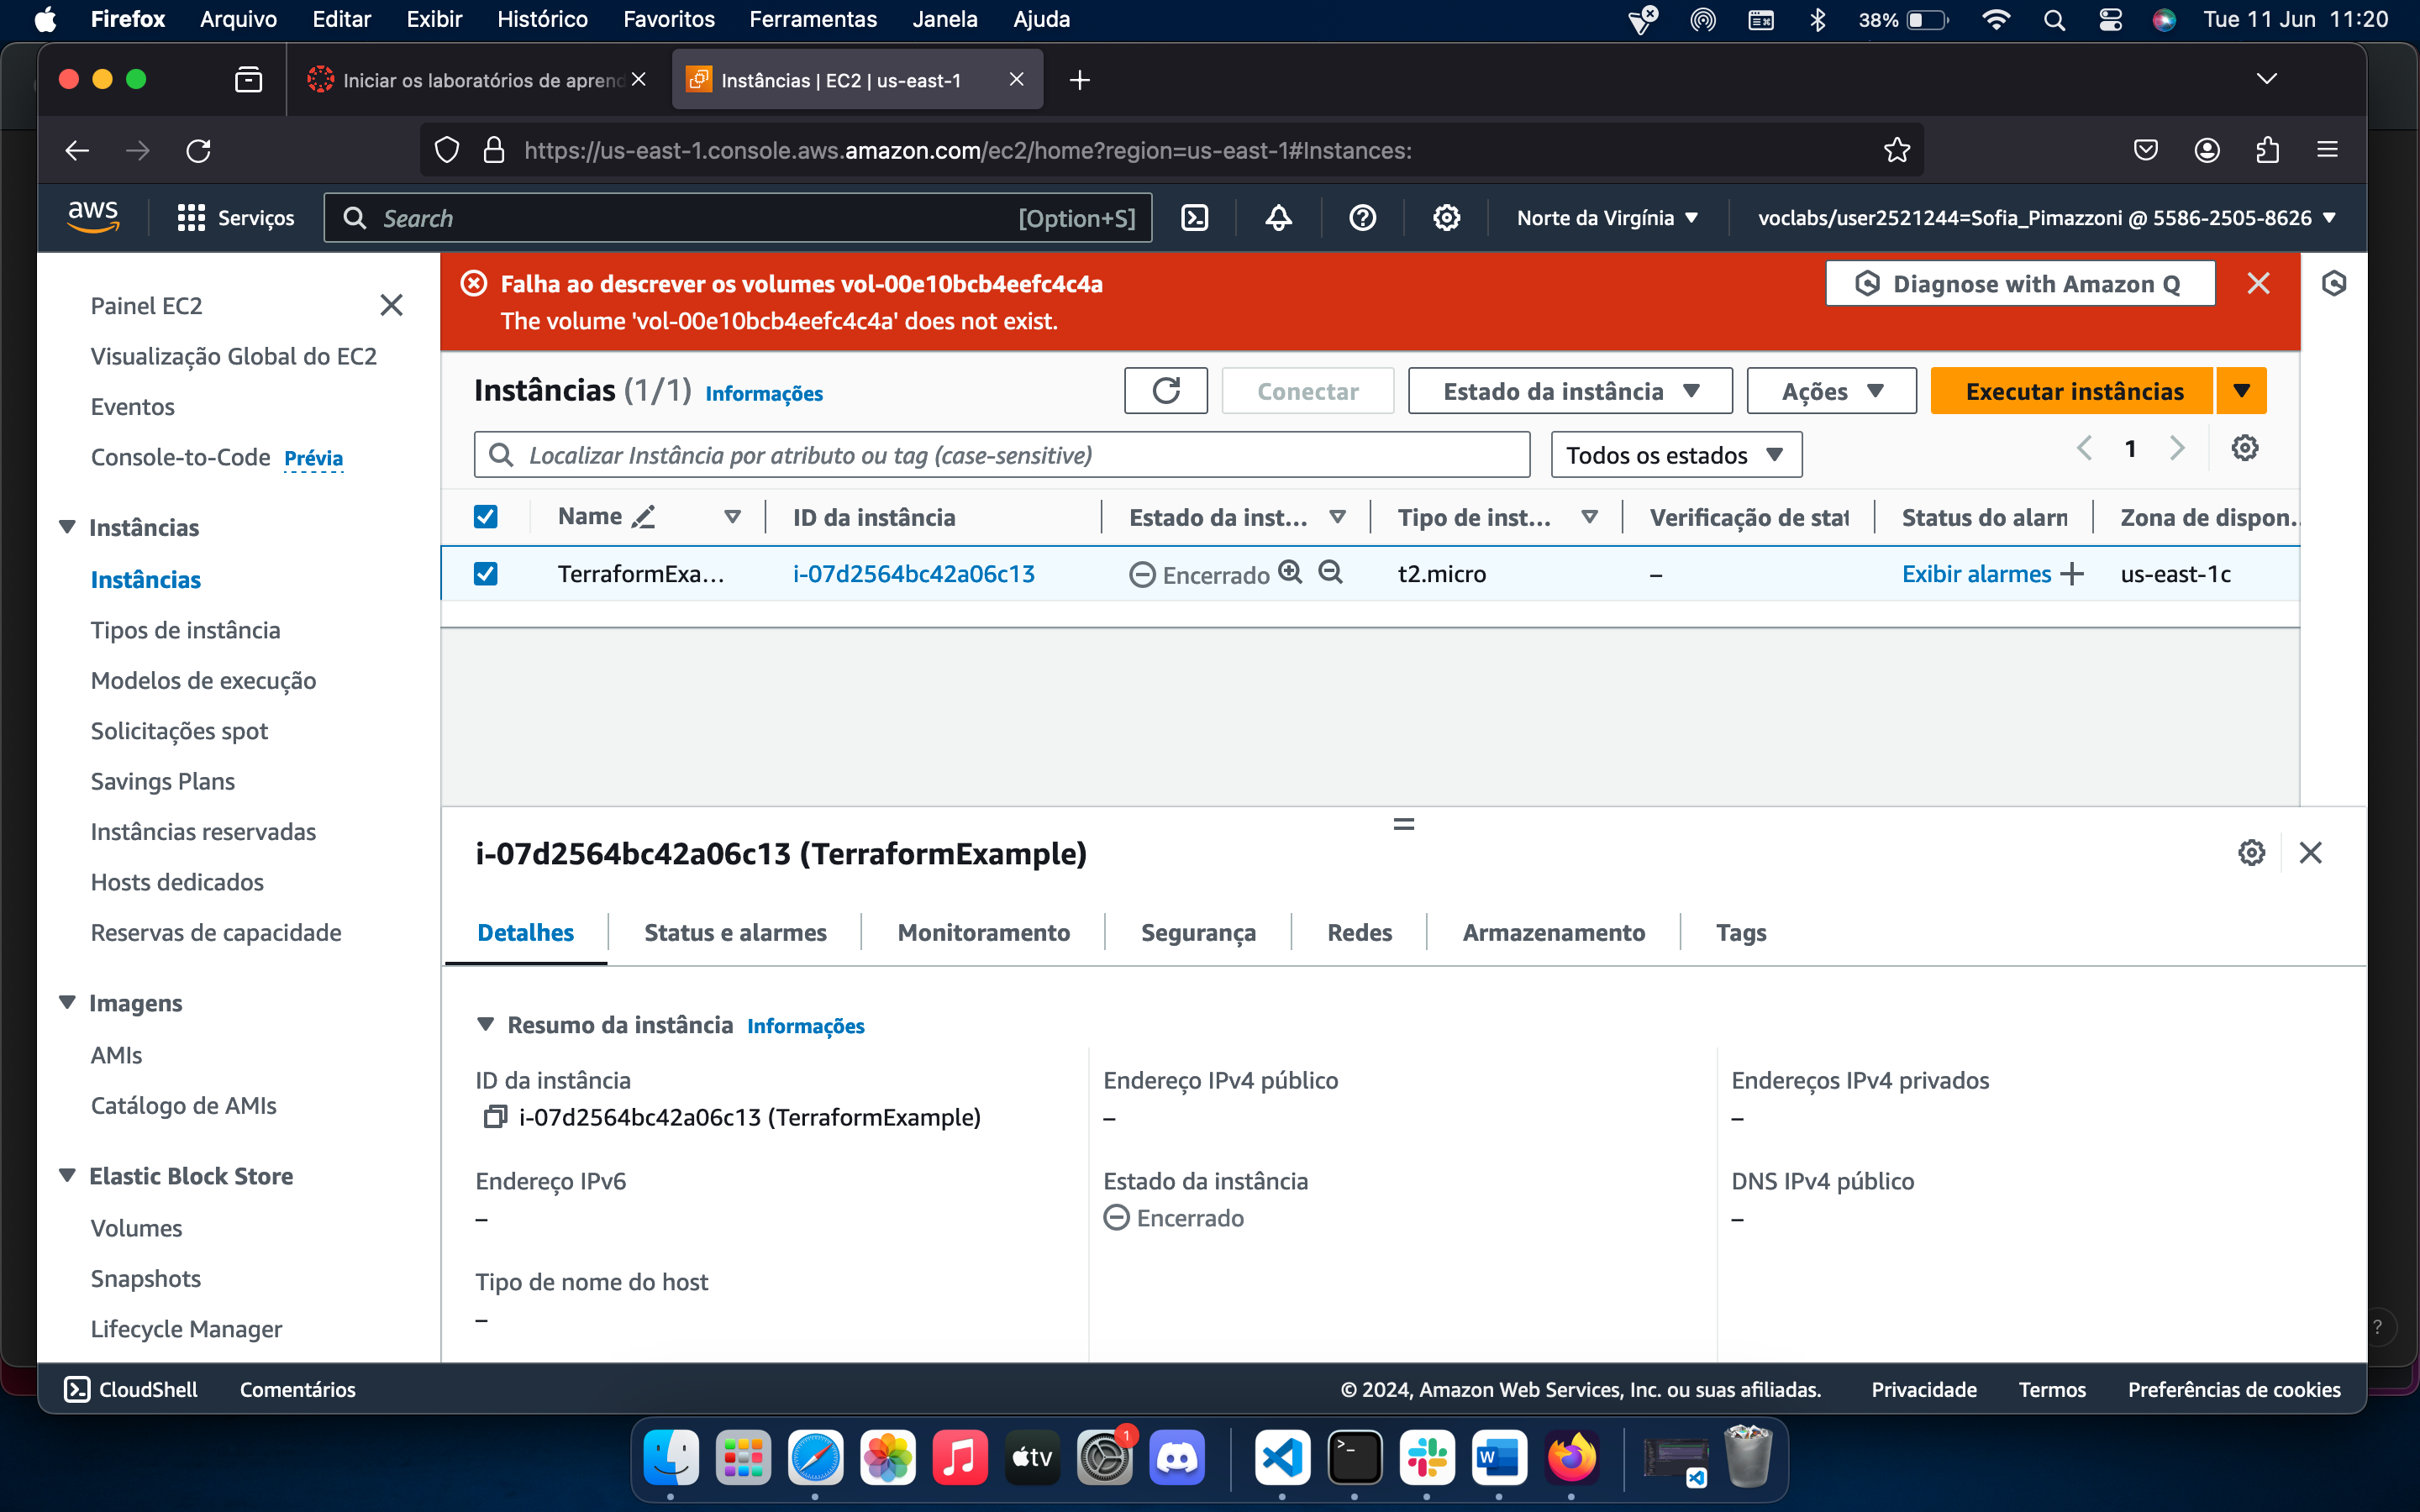 Firefox Arquivo Editar Exibir Histórico Favoritos Ferramentas Janela Ajuda 38% Tue 11 Jun 11:20
Iniciar os laboratórios de aprend
Instâncias | EC2 | us-east-1
https://us-east-1.console.aws.amazon.com/ec2/home?region=us-east-1#Instances:
aws Serviços Search [Option+S] Norte da Virgínia voclabs/user2521244=Sofia_Pimazzoni @ 5586-2505-8626
Painel EC2
Visualização Global do EC2
Eventos
Console-to-Code Prévia
Instâncias
Instâncias
Tipos de instância
Modelos de execução
Solicitações spot
Savings Plans
Instâncias reservadas
Hosts dedicados
Reservas de capacidade
Imagens
AMIs
Catálogo de AMIs
Elastic Block Store
Volumes
Snapshots
Lifecycle Manager
Falha ao descrever os volumes vol-00e10bcb4eefc4c4a
The volume 'vol-00e10bcb4eefc4c4a' does not exist.
Diagnose with Amazon Q
Instâncias (1/1) Informações
Conectar Estado da instância Ações Executar instâncias
Localizar Instância por atributo ou tag (case-sensitive) Todos os estados 1
Name ID da instância Estado da inst... Tipo de inst... Verificação de stat Status do alarn Zona de dispon..
TerraformExa... i-07d2564bc42a06c13 Encerrado t2.micro – Exibir alarmes us-east-1c
i-07d2564bc42a06c13 (TerraformExample)
Detalhes Status e alarmes Monitoramento Segurança Redes Armazenamento Tags
Resumo da instância Informações
ID da instância
i-07d2564bc42a06c13 (TerraformExample)
Endereço IPv4 público
–
Endereços IPv4 privados
–
Endereço IPv6
–
Estado da instância
Encerrado
DNS IPv4 público
–
Tipo de nome do host
–
CloudShell Comentários © 2024, Amazon Web Services, Inc. ou suas afiliadas. Privacidade Termos Preferências de cookies
tv 1 W